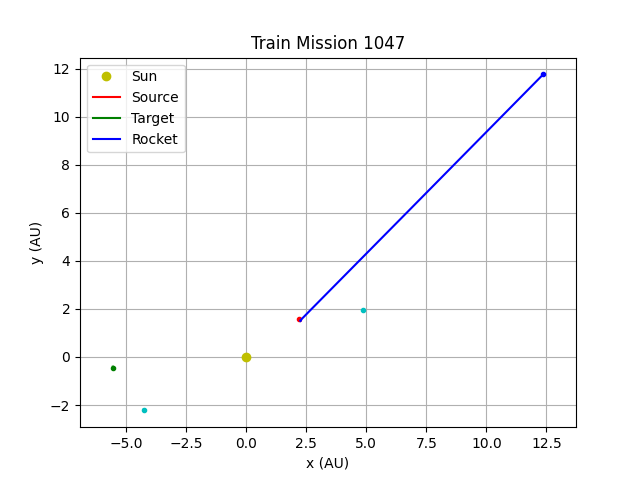 Train Mission 1047
Sun
Source
Target
Rocket
12
10
8
6
4
2
0
−2
y (AU)
−5.0 −2.5 0.0 2.5 5.0 7.5 10.0 12.5
x (AU)